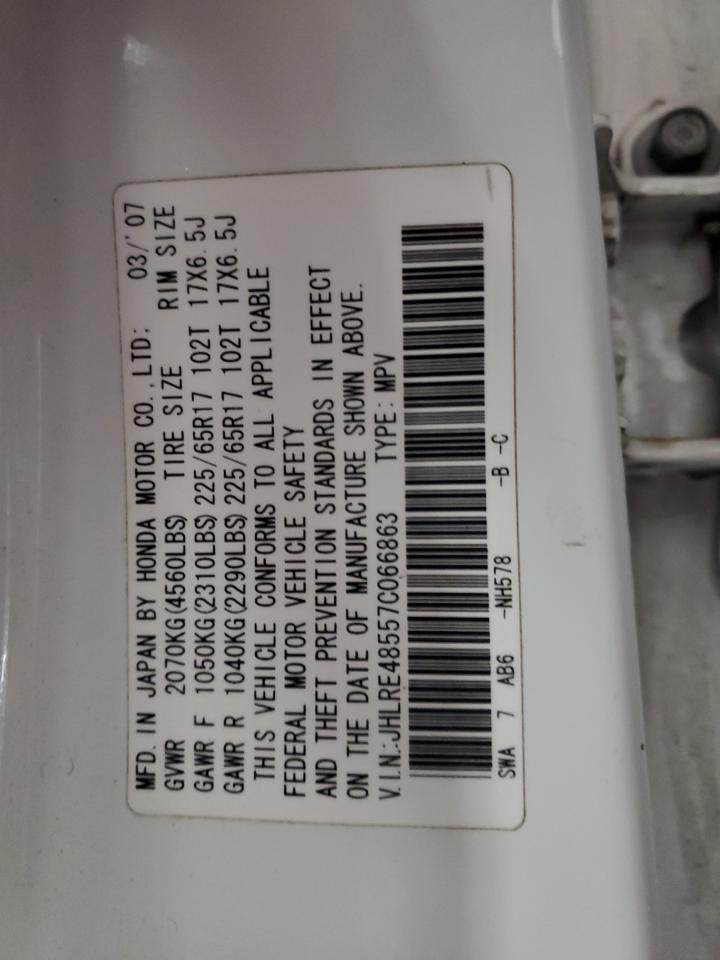 MFD. IN JAPAN BY HONDA MOTOR CO.,LTD: 03/'07
GVWR 2070KG(4560LBS) TIRE SIZE RIM SIZE
GAWR F 1050KG(2310LBS) 225/65R17 102T 17X6.5J
GAWR R 1040KG(2290LBS) 225/65R17 102T 17X6.5J
THIS VEHICLE CONFORMS TO ALL APPLICABLE
FEDERAL MOTOR VEHICLE SAFETY
AND THEFT PREVENTION STANDARDS IN EFFECT
ON THE DATE OF MANUFACTURE SHOWN ABOVE.
V.I.N.:JHLRE48557C066863 TYPE:MPV
SWA 7 AB6 -NH578 -B -C